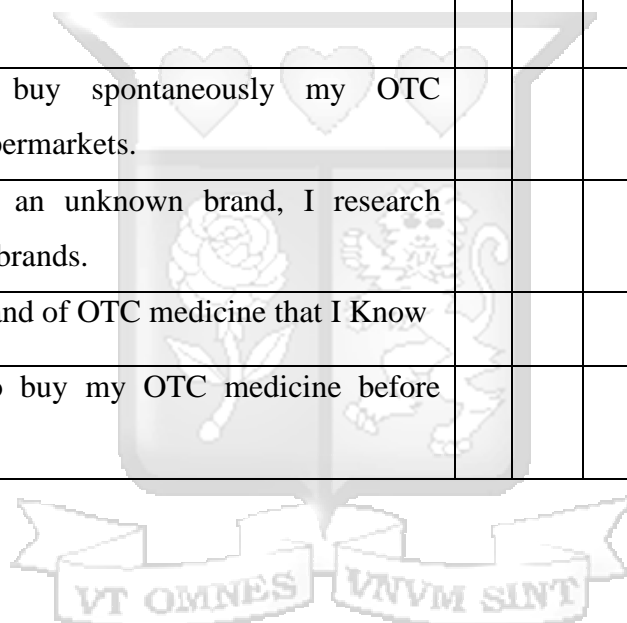 buy spontaneously my OTC
permarkets.
an unknown brand, I research
brands.
and of OTC medicine that I Know
o buy my OTC medicine before
VT OMNES VNVM SINT